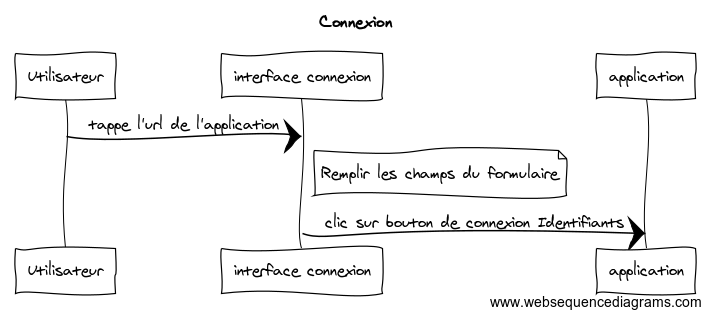 Connexion
Utilisateur
interface connexion
application
tappe l'url de l'application
Remplir les champs du formulaire
clic sur bouton de connexion Identifiants
Utilisateur
interface connexion
application
www.websequencediagrams.com